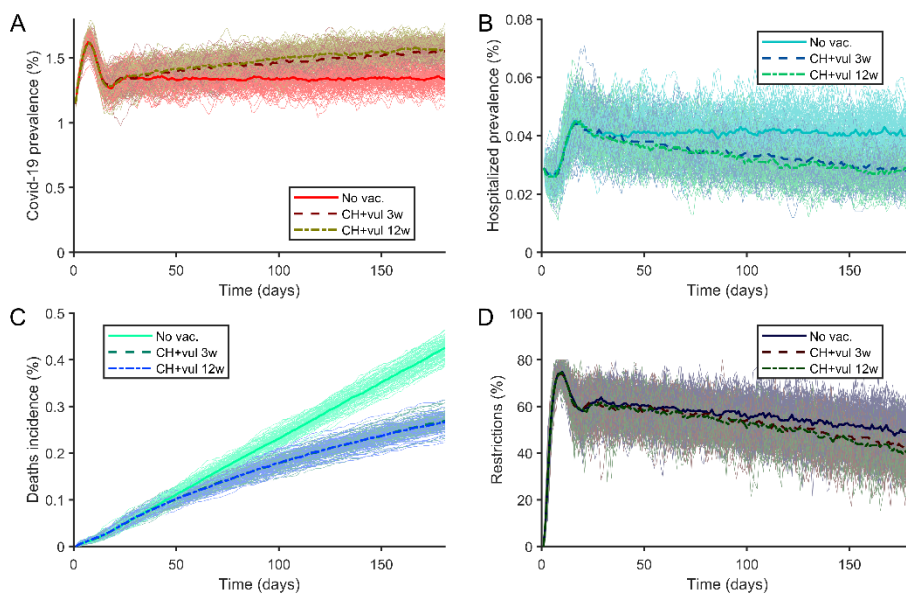 A
Covid-19 prevalence (%)
1.5
1
0.5
0
0
50
100
150
Time (days)
No vac.
CH+vul 3w
CH+vul 12w
B
Hospitalized prevalence (%)
0.08
0.06
0.04
0.02
0
0
50
100
150
Time (days)
No vac.
CH+vul 3w
CH+vul 12w
C
Deaths incidence (%)
0.5
0.4
0.3
0.2
0.1
0
0
50
100
150
Time (days)
No vac.
CH+vul 3w
CH+vul 12w
D
Restrictions (%)
100
80
60
40
20
0
0
50
100
150
Time (days)
No vac.
CH+vul 3w
CH+vul 12w